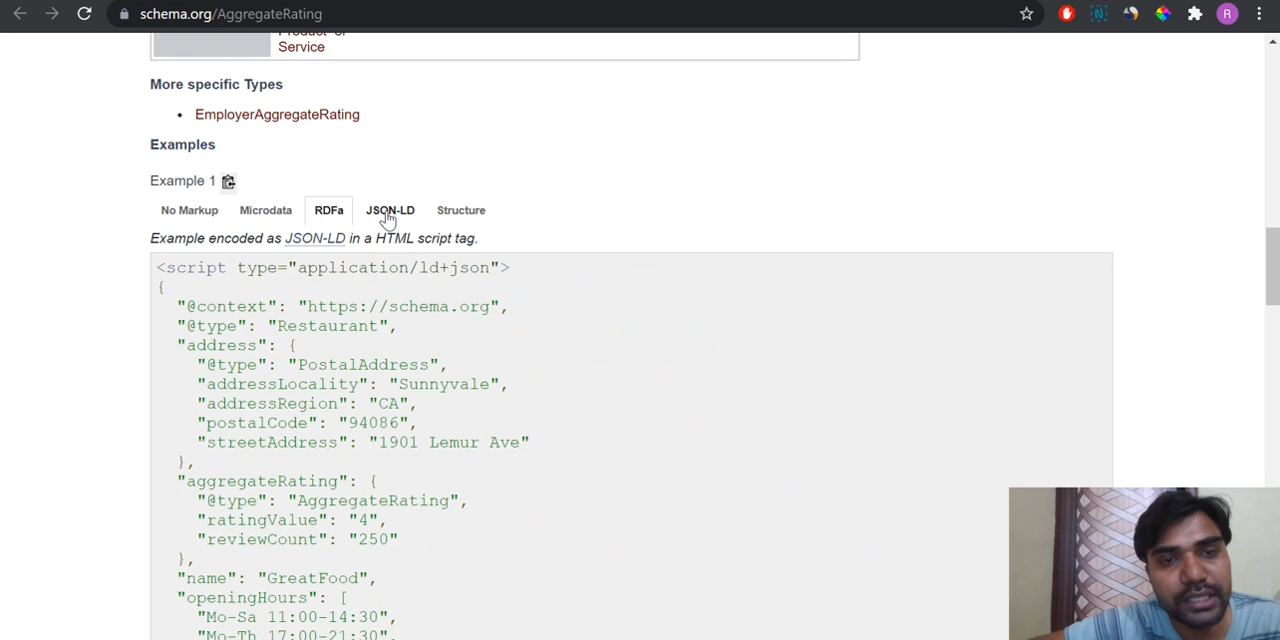 schema.org/AggregateRating
R
Product or
Service
More specific Types
EmployerAggregateRating
Examples
Example 1
No Markup Microdata RDFa JSON-LD Structure
Example encoded as JSON-LD in a HTML script tag.
<script type="application/ld+json">
{
"@context": "https://schema.org",
"@type": "Restaurant",
"address": {
"@type": "PostalAddress",
"addressLocality": "Sunnyvale",
"addressRegion": "CA",
"postalCode": "94086",
"streetAddress": "1901 Lemur Ave"
},
"aggregateRating": {
"@type": "AggregateRating",
"ratingValue": "4",
"reviewCount": "250"
},
"name": "GreatFood",
"openingHours": [
"Mo-Sa 11:00-14:30",
"Mo-Th 17:00-21:30",